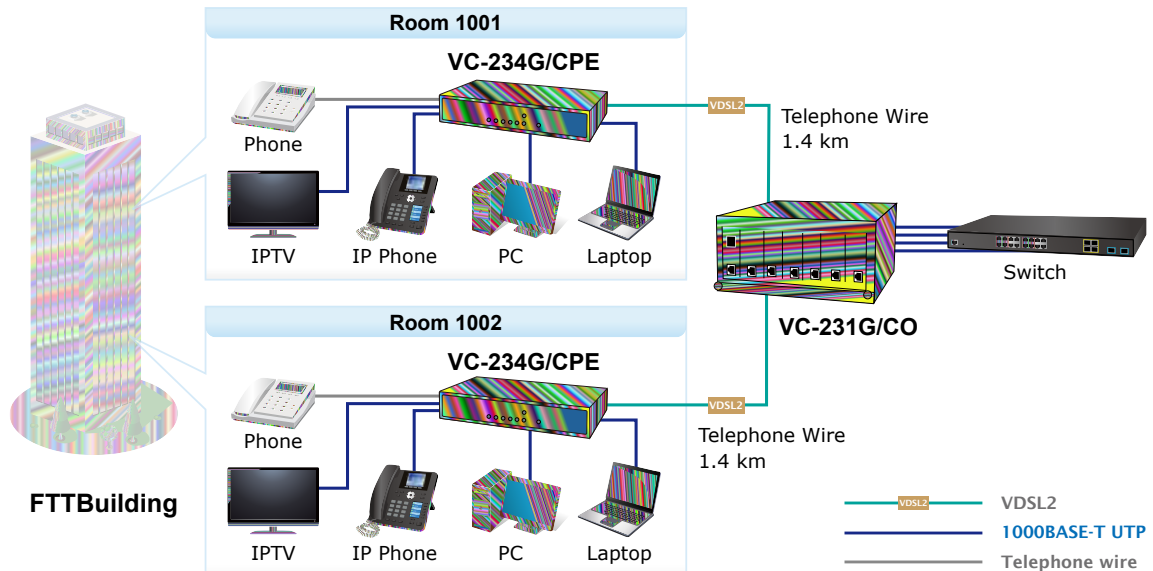 Room 1001
VC-234G/CPE
Phone
IPTV
IP Phone
PC
Laptop
VDSL2
Telephone Wire
1.4 km
VC-231G/CO
Switch
Room 1002
VC-234G/CPE
Phone
IPTV
IP Phone
PC
Laptop
VDSL2
Telephone Wire
1.4 km
FTTBuilding
VDSL2
VDSL2
1000BASE-T UTP
Telephone wire